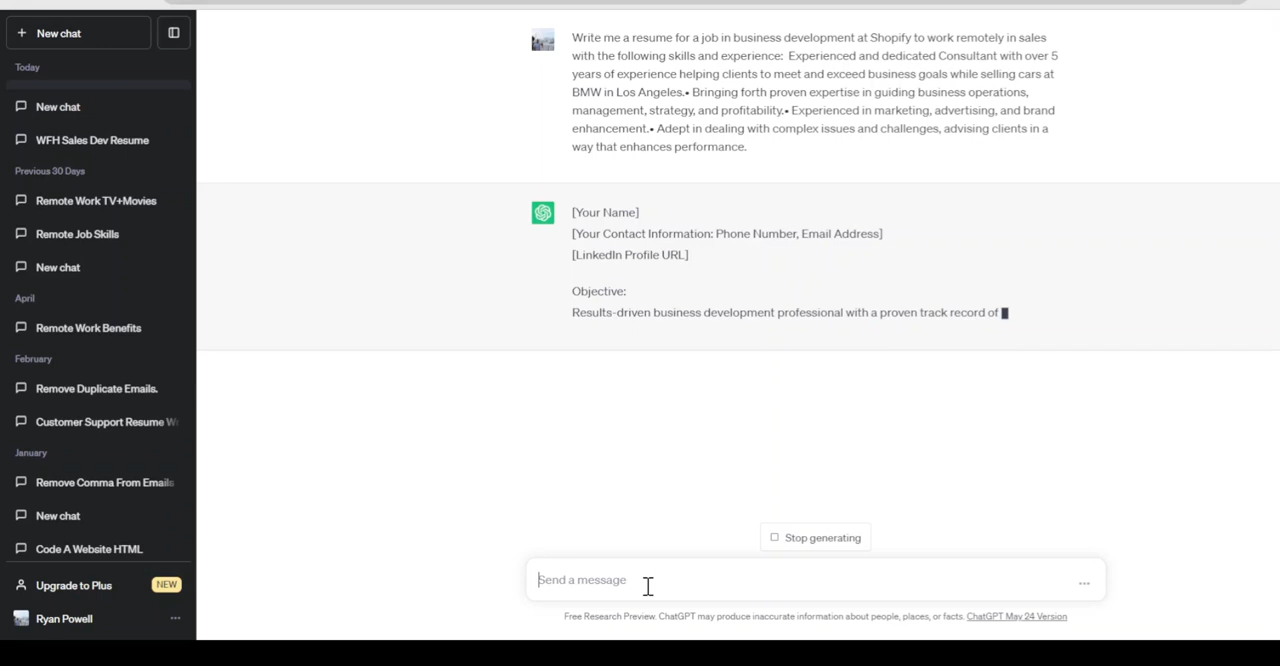 New chat
Today
New chat
WFH Sales Dev Resume
Previous 30 Days
Remote Work TV+Movies
Remote Job Skills
New chat
April
Remote Work Benefits
February
Remove Duplicate Emails.
Customer Support Resume W
January
Remove Comma From Emails
New chat
Code A Website HTML
Upgrade to Plus NEW
Ryan Powell
Write me a resume for a job in business development at Shopify to work remotely in sales
with the following skills and experience: Experienced and dedicated Consultant with over 5
years of experience helping clients to meet and exceed business goals while selling cars at
BMW in Los Angeles.• Bringing forth proven expertise in guiding business operations,
management, strategy, and profitability.• Experienced in marketing, advertising, and brand
enhancement.• Adept in dealing with complex issues and challenges, advising clients in a
way that enhances performance.
[Your Name]
[Your Contact Information: Phone Number, Email Address]
[LinkedIn Profile URL]
Objective:
Results-driven business development professional with a proven track record of
Stop generating
Send a message
Free Research Preview. ChatGPT may produce inaccurate information about people, places, or facts. ChatGPT May 24 Version